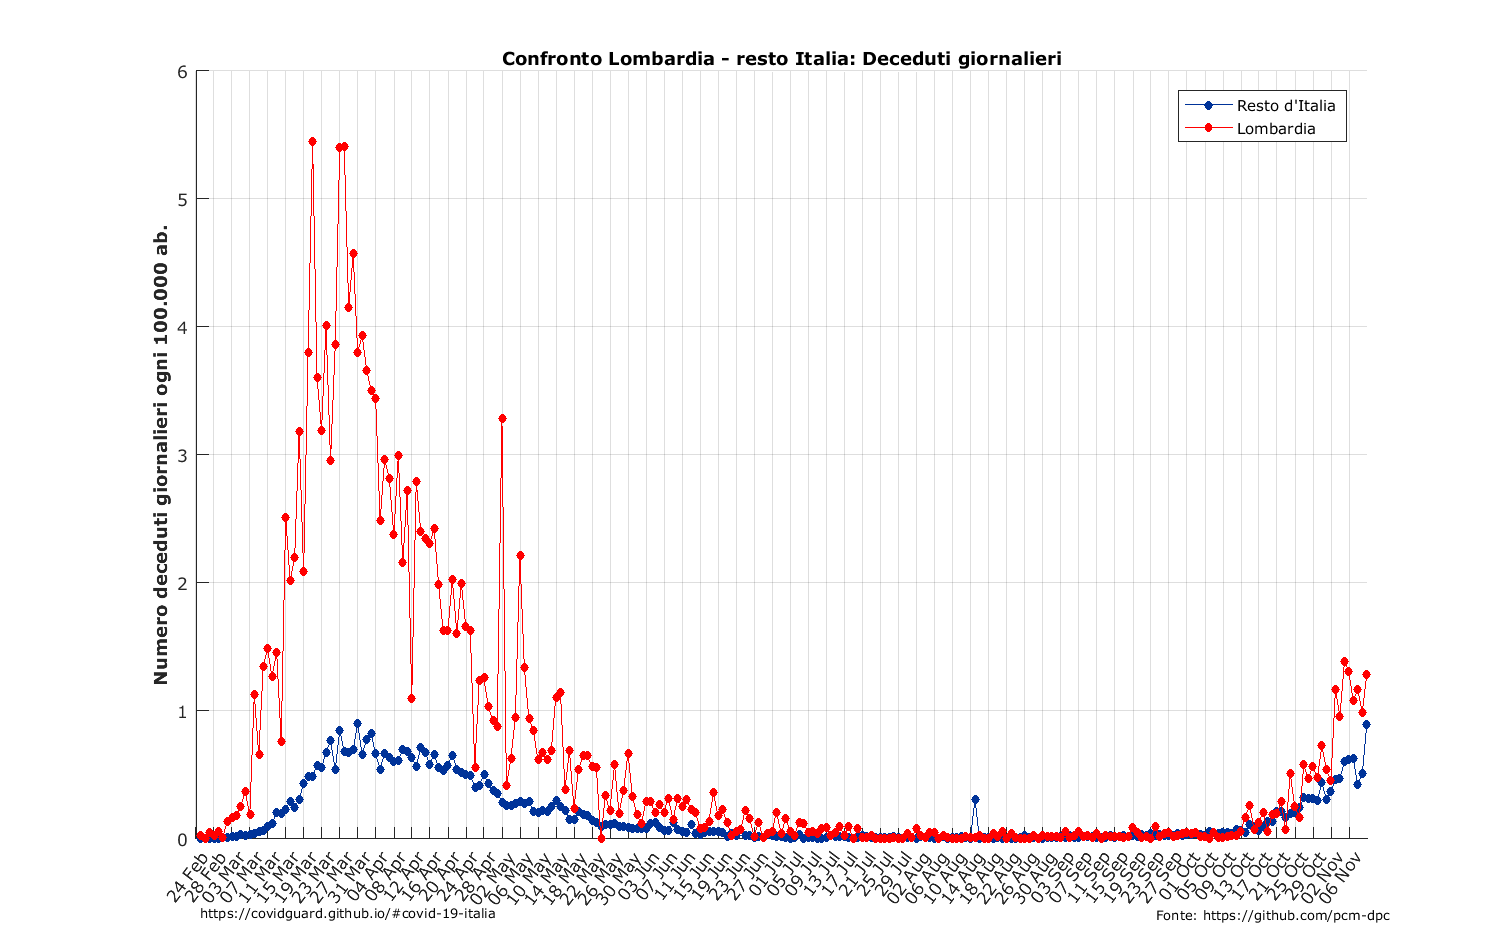 Confronto Lombardia - resto Italia: Deceduti giornalieri
Resto d'Italia
Lombardia
Numero deceduti giornalieri ogni 100.000 ab.
6
5
4
3
2
1
0
24 Feb
28 Feb
03 Mar
07 Mar
11 Mar
15 Mar
19 Mar
23 Mar
27 Mar
31 Mar
04 Apr
08 Apr
12 Apr
16 Apr
20 Apr
24 Apr
28 Apr
02 May
06 May
10 May
14 May
18 May
22 May
26 May
30 May
03 Jun
07 Jun
11 Jun
15 Jun
19 Jun
23 Jun
27 Jun
01 Jul
05 Jul
09 Jul
13 Jul
17 Jul
21 Jul
25 Jul
29 Jul
02 Aug
06 Aug
10 Aug
14 Aug
18 Aug
22 Aug
26 Aug
30 Aug
03 Sep
07 Sep
11 Sep
15 Sep
19 Sep
23 Sep
27 Sep
01 Oct
05 Oct
09 Oct
13 Oct
17 Oct
21 Oct
25 Oct
29 Oct
02 Nov
06 Nov
https://covidguard.github.io/#covid-19-italia
Fonte: https://github.com/pcm-dpc